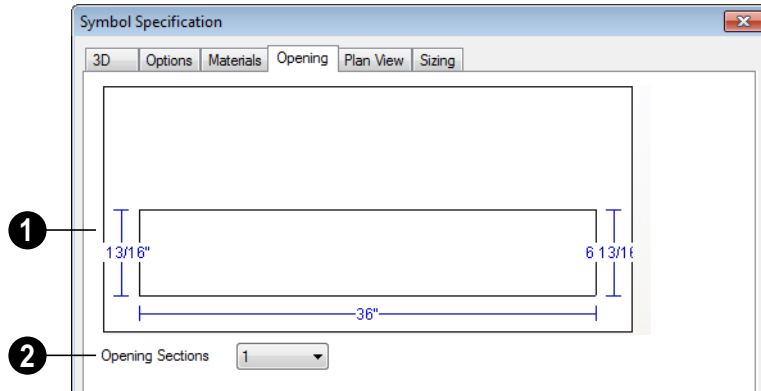 Symbol Specification
3D Options Materials Opening Plan View Sizing
1
13/16" 6 13/16
36"
2 Opening Sections 1